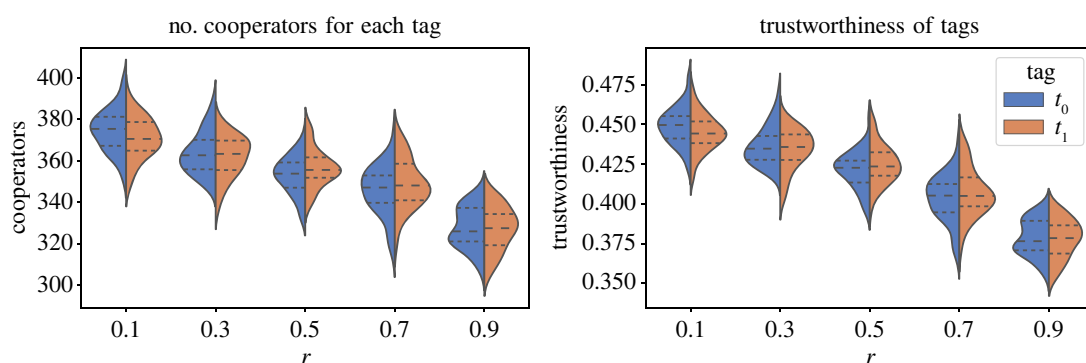 no. cooperators for each tag
cooperators
400
380
360
340
320
300
0.1 0.3 0.5 0.7 0.9
r
trustworthiness of tags
trustworthiness
0.475
0.450
0.425
0.400
0.375
0.350
0.1 0.3 0.5 0.7 0.9
r
tag
t0
t1